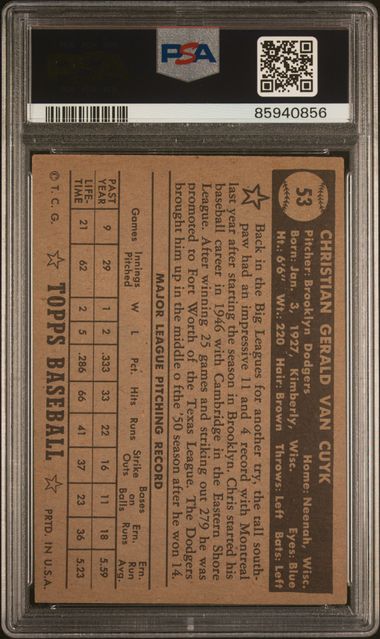 PSA
85940856
53
CHRISTIAN GERALD VAN CUYK
Pitcher: Brooklyn Dodgers Home: Neenah, Wisc.
Born: Jan. 3, 1927, Kimberly, Wisc. Eyes: Blue
Ht.: 6'6" Wt.: 220 Hair: Brown Throws: Left Bats: Left
Back in the Big Leagues for another try, the tall south-
paw had an impressive 11 and 4 record with Montreal
last year after starting the season in Brooklyn. Chris started his
baseball career in 1946 with Cambridge in the Eastern Shore
League. After winning 25 games and striking out 279 he was
promoted to Fort Worth of the Texas League. The Dodgers
brought him up in the middle of the '50 season after he won 14.
MAJOR LEAGUE PITCHING RECORD
Games Innings Pitched W L Pct. Hits Runs Strike Outs Bases on Balls Ern. Runs Ern. Run Avg.
PAST YEAR 9 29 1 2 .333 33 22 16 11 18 5.59
LIFE- 21 62 2 5 .286 66 41 37 23 36 5.23
© T. C. G. TOPPS BASEBALL PRTD. IN U.S.A.